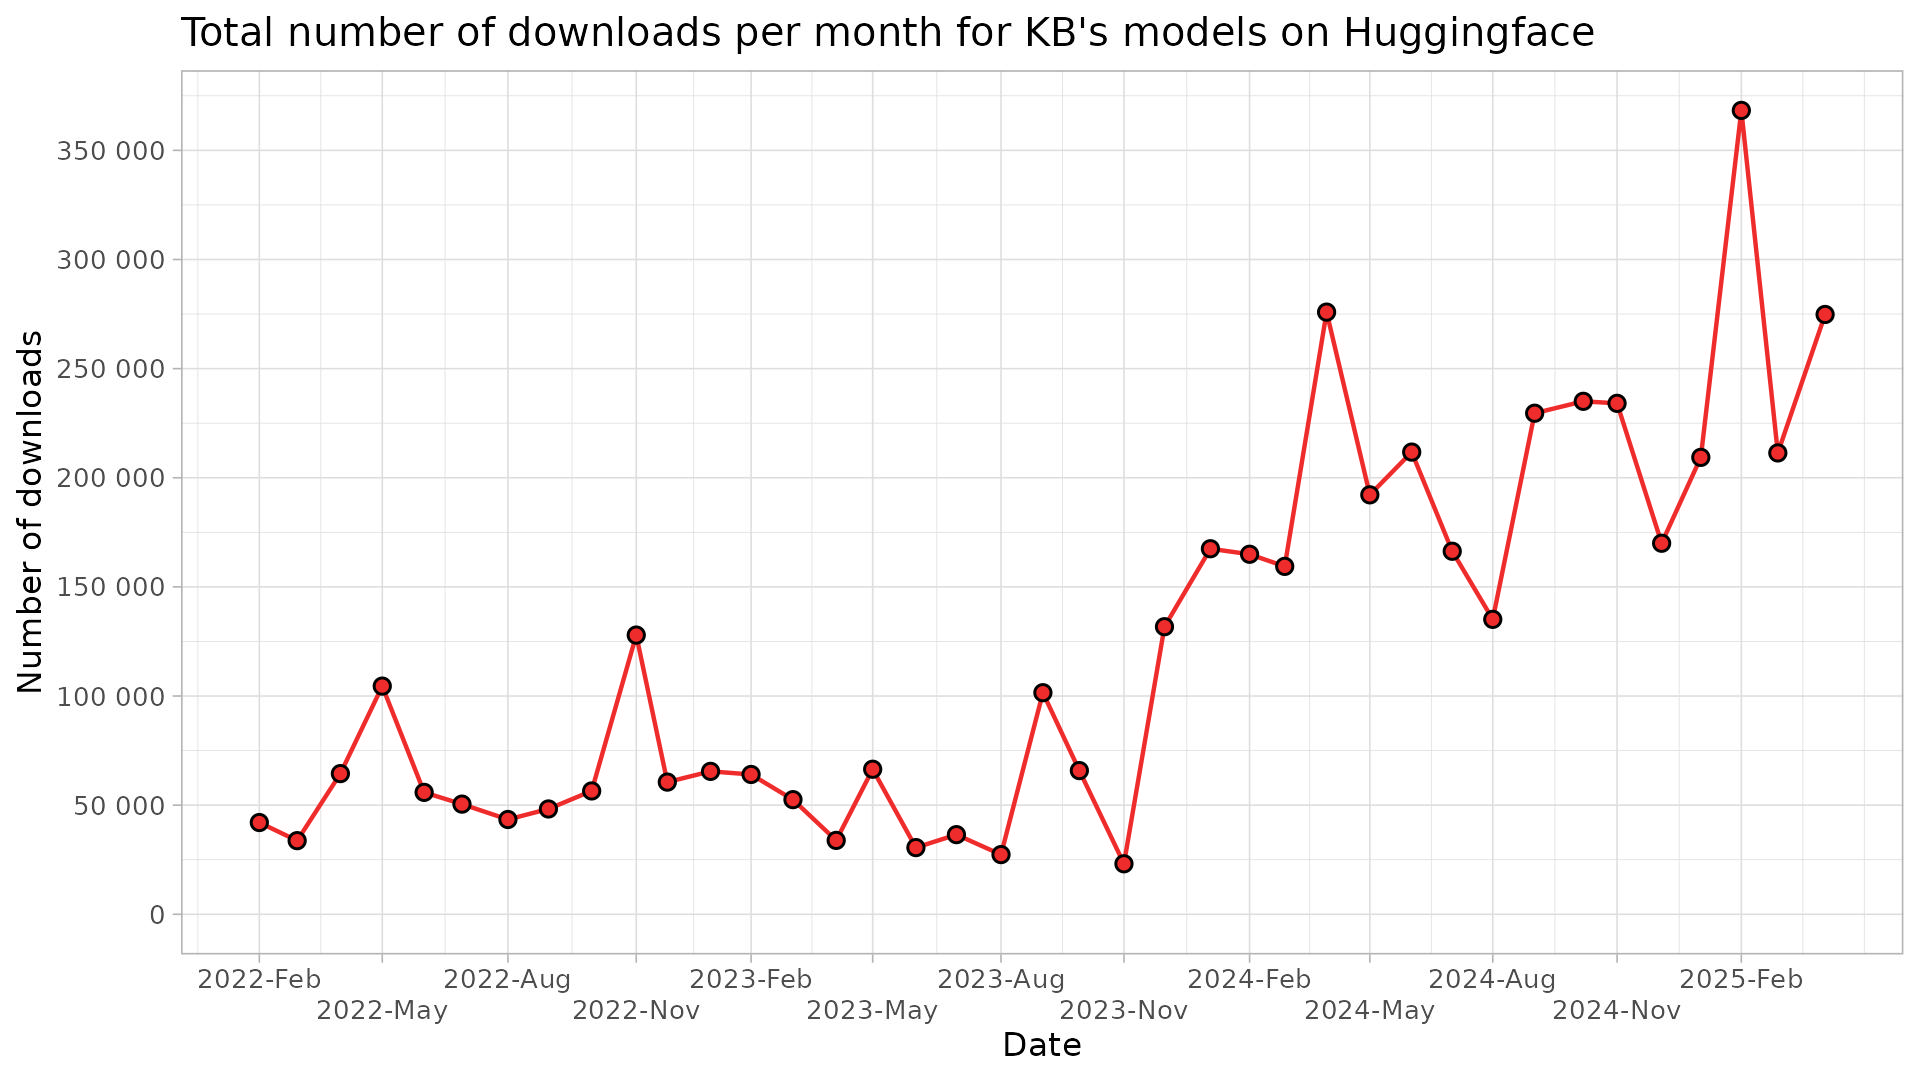 Total number of downloads per month for KB's models on Huggingface
Number of downloads
350 000
300 000
250 000
200 000
150 000
100 000
50 000
0
2022-Feb
2022-May
2022-Aug
2022-Nov
2023-Feb
2023-May
2023-Aug
2023-Nov
2024-Feb
2024-May
2024-Aug
2024-Nov
2025-Feb
Date